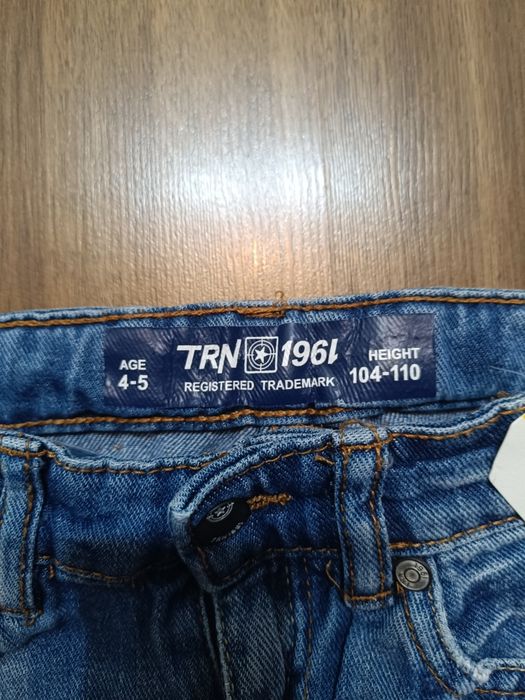 AGE
4-5
TRN 1961
REGISTERED TRADEMARK
HEIGHT
104-110